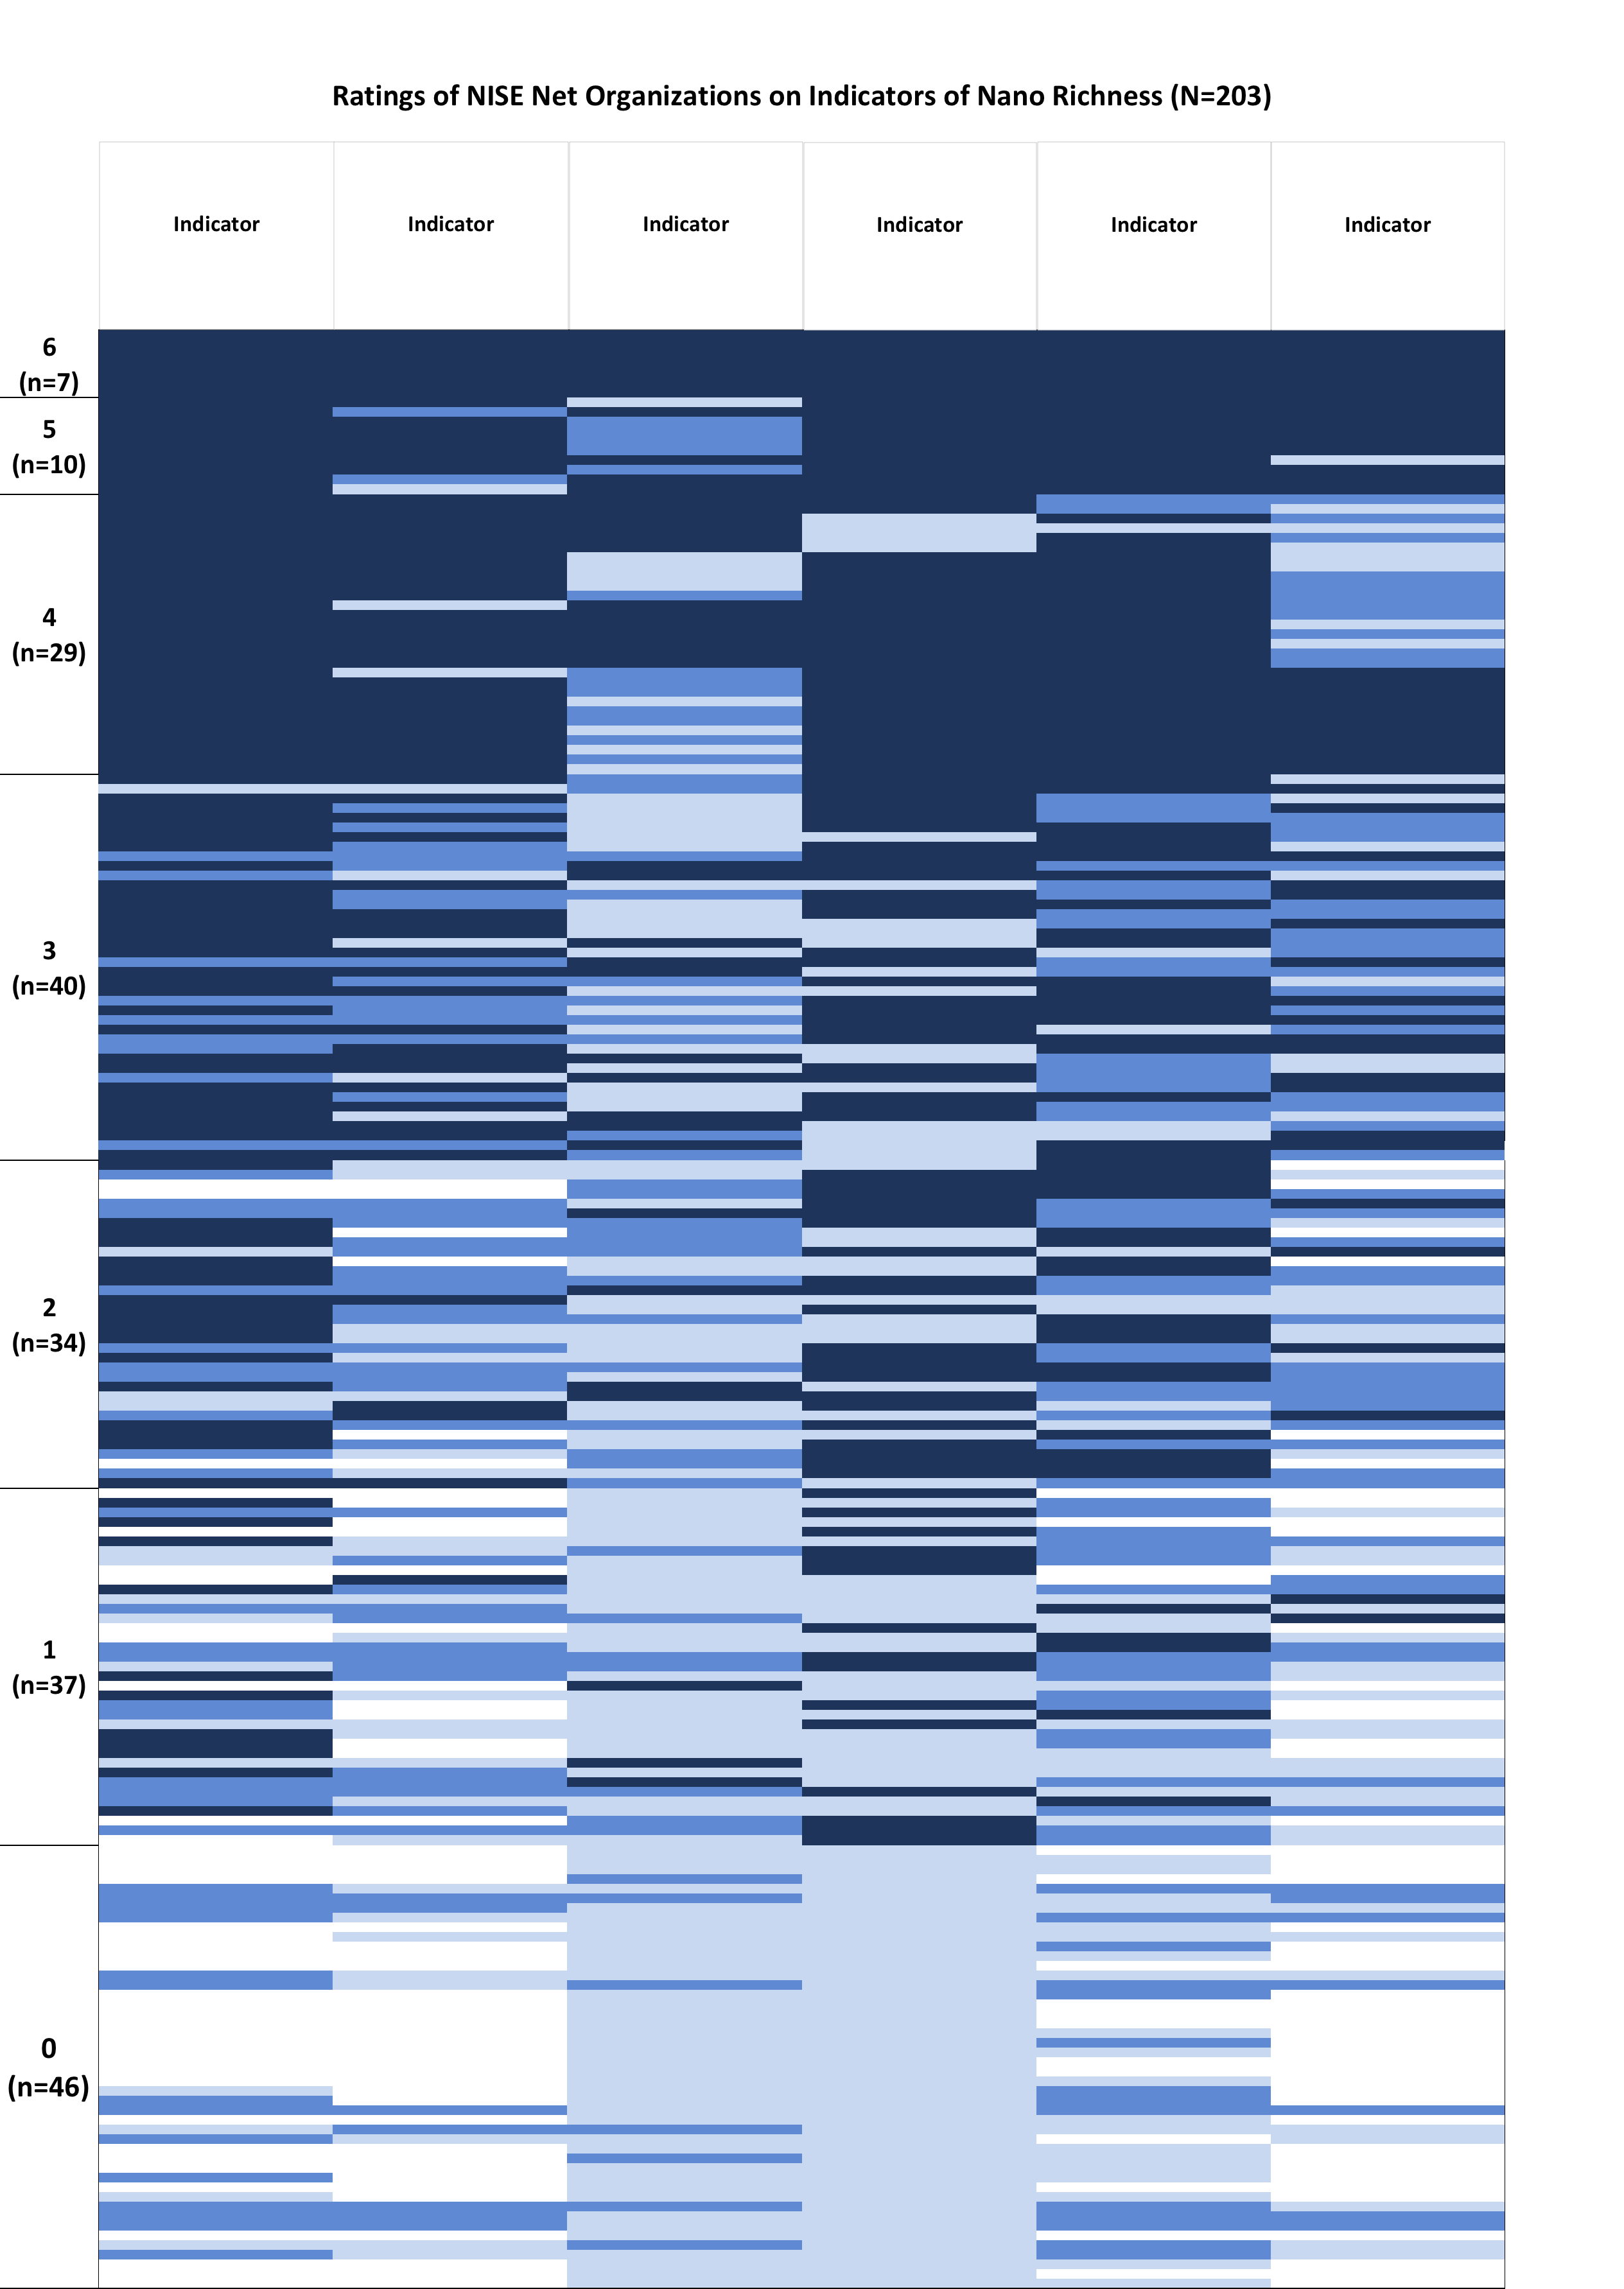 Ratings of NISE Net Organizations on Indicators of Nano Richness (N=203)
Indicator Indicator Indicator Indicator Indicator Indicator
6
(n=7)
5
(n=10)
4
(n=29)
3
(n=40)
2
(n=34)
1
(n=37)
0
(n=46)